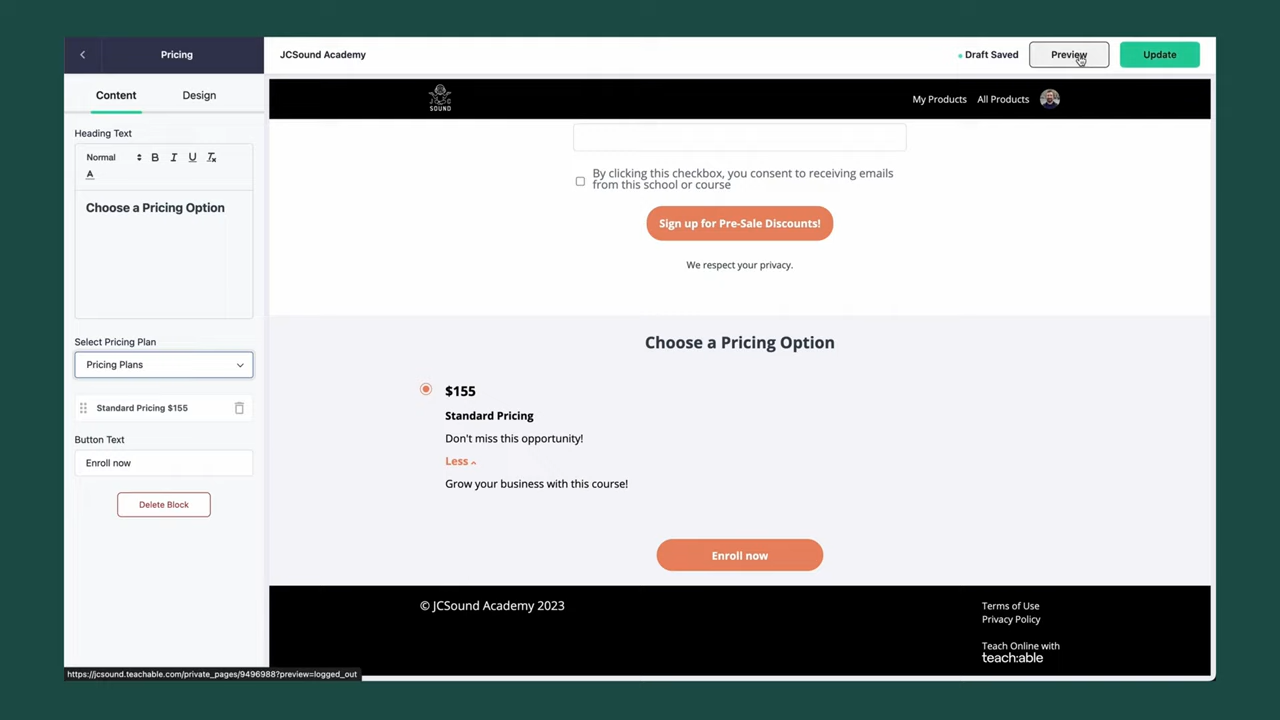 Pricing
JCSound Academy
Draft Saved
Preview
Update
Content
Design
JC
SOUND
My Products
All Products
Heading Text
Normal
B I U Tx
A
Choose a Pricing Option
By clicking this checkbox, you consent to receiving emails
from this school or course
Sign up for Pre-Sale Discounts!
We respect your privacy.
Select Pricing Plan
Pricing Plans
Standard Pricing $155
Button Text
Enroll now
Delete Block
Choose a Pricing Option
$155
Standard Pricing
Don't miss this opportunity!
Less
Grow your business with this course!
Enroll now
© JCSound Academy 2023
Terms of Use
Privacy Policy
Teach Online with
teach:able
https://jcsound.teachable.com/private_pages/9496988?preview=logged_out